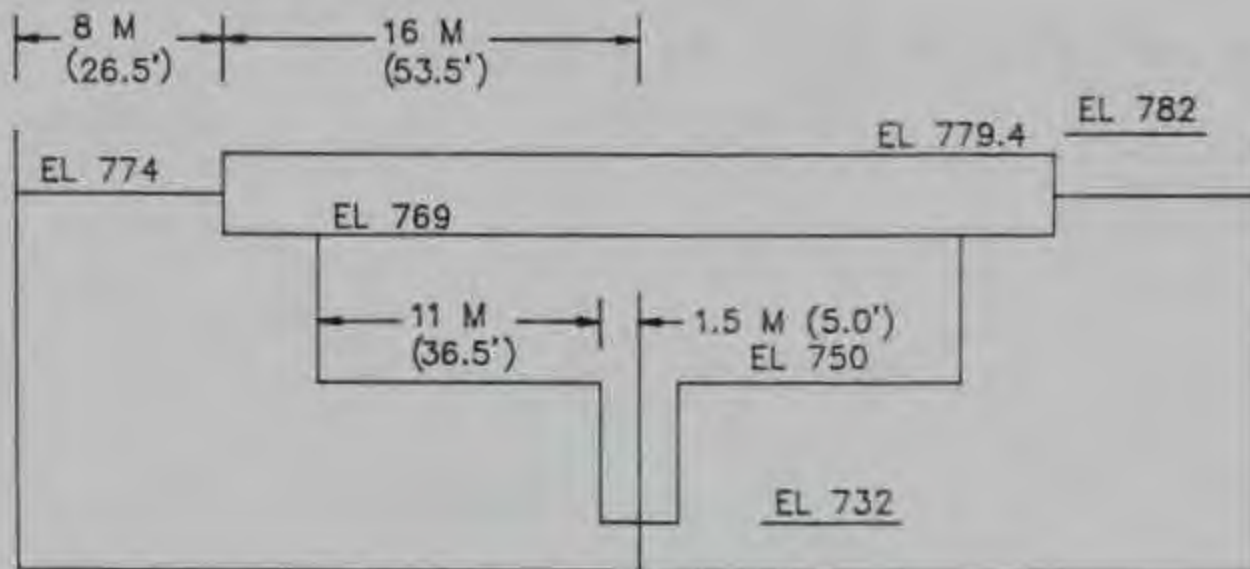 8 M
(26.5')
16 M
(53.5')
EL 782
EL 779.4
EL 774
EL 769
11 M
(36.5')
1.5 M (5.0')
EL 750
EL 732